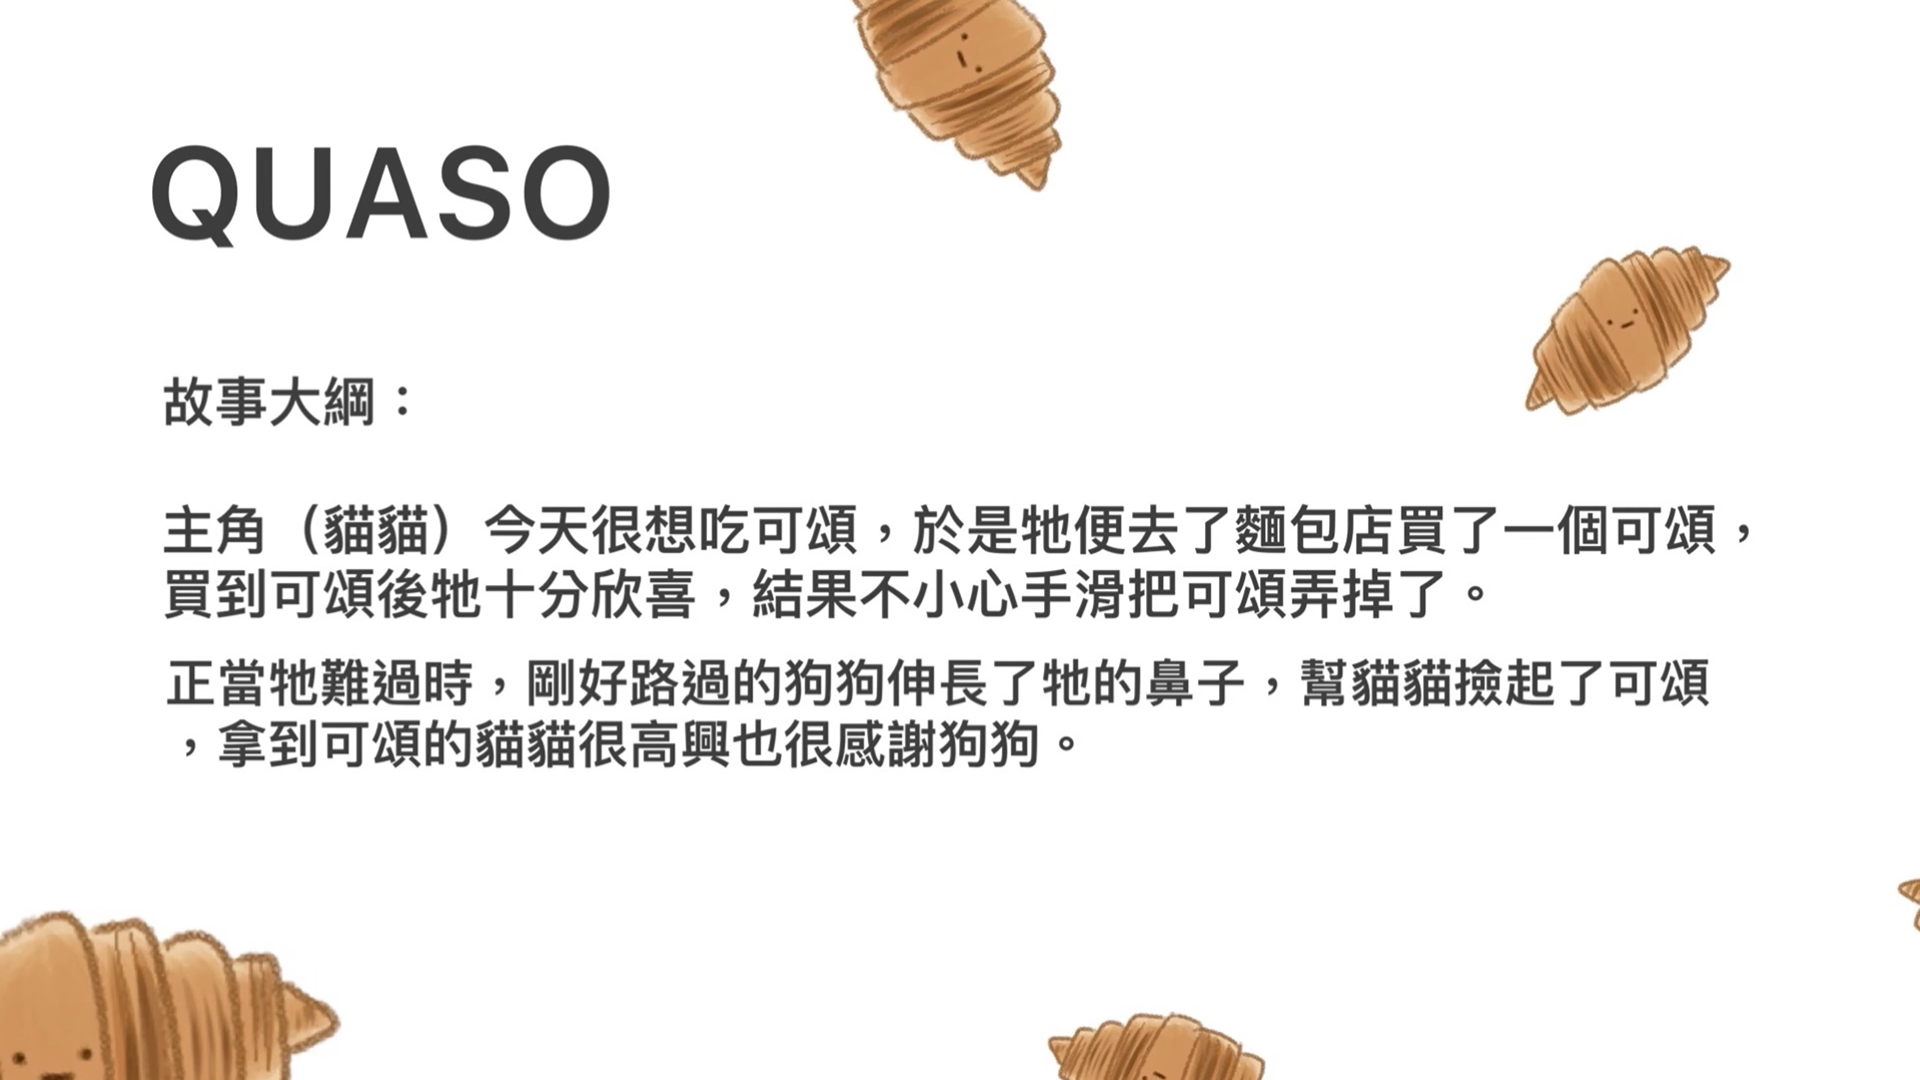 QUASO
故事大綱：
主角（貓貓）今天很想吃可頌，於是牠便去了麵包店買了一個可頌，
買到可頌後牠十分欣喜，結果不小心手滑把可頌弄掉了。
正當牠難過時，剛好路過的狗狗伸長了牠的鼻子，幫貓貓撿起了可頌
，拿到可頌的貓貓很高興也很感謝狗狗。